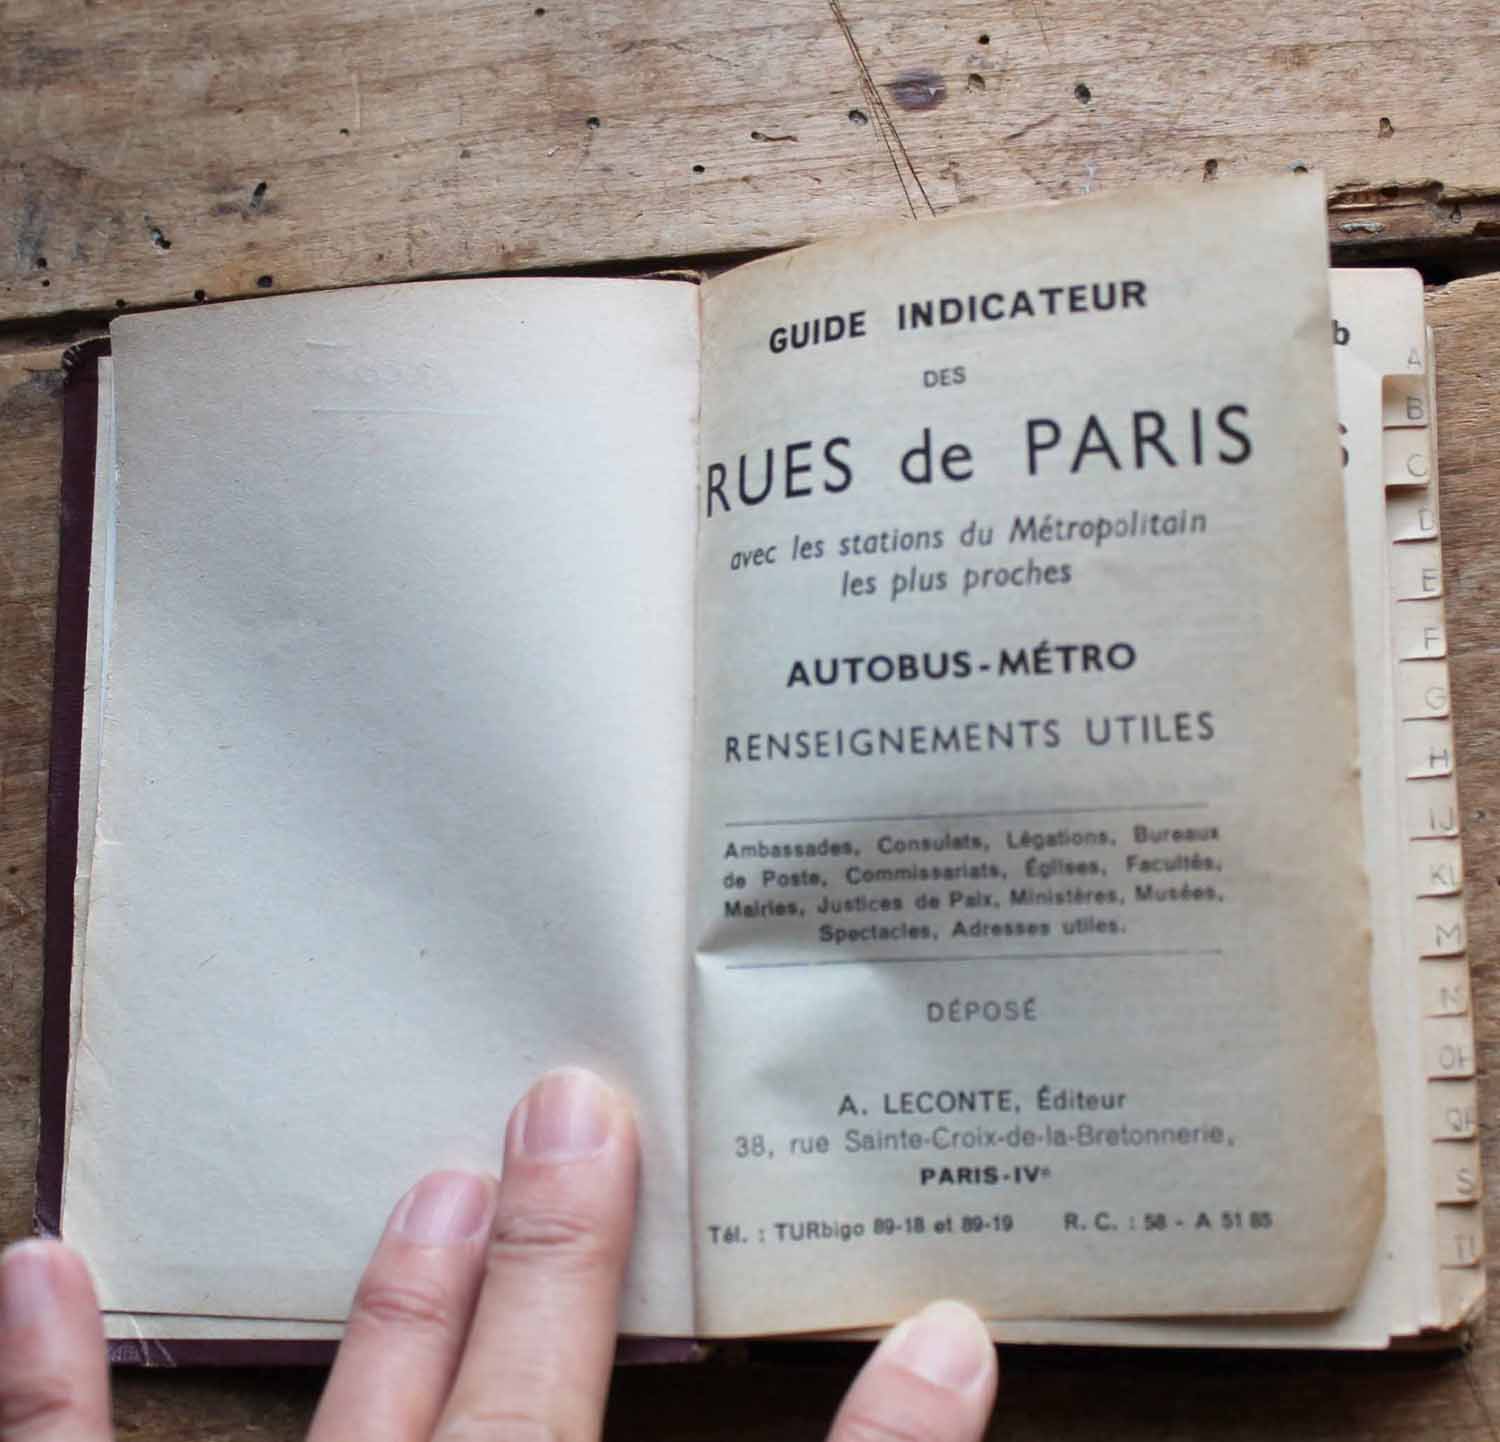 GUIDE INDICATEUR
DES
RUES de PARIS
avec les stations du Métropolitain
les plus proches
AUTOBUS-MÉTRO
RENSEIGNEMENTS UTILES
Ambassades, Consulats, Légations, Bureaux
de Poste, Commissariats, Églises, Facultés,
Mairies, Justices de Paix, Ministères, Musées,
Spectacles, Adresses utiles.
DÉPOSÉ
A. LECONTE, Éditeur
38, rue Sainte-Croix-de-la-Bretonnerie,
PARIS-IVe
Tél. : TURbigo 89-18 et 89-19 R. C. : 58 - A 51 85
b
A
B
C
D
E
F
G
H
IJ
KL
M
N
S